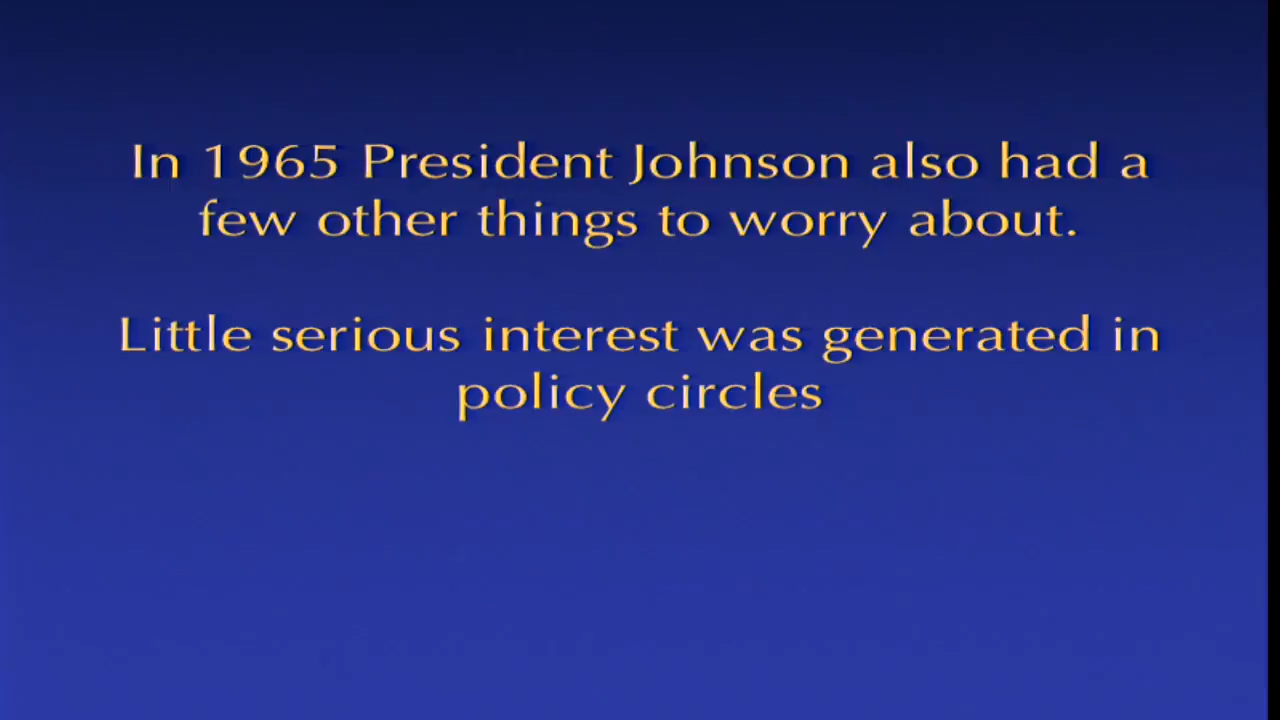 In 1965 President Johnson also had a
few other things to worry about.
Little serious interest was generated in
policy circles